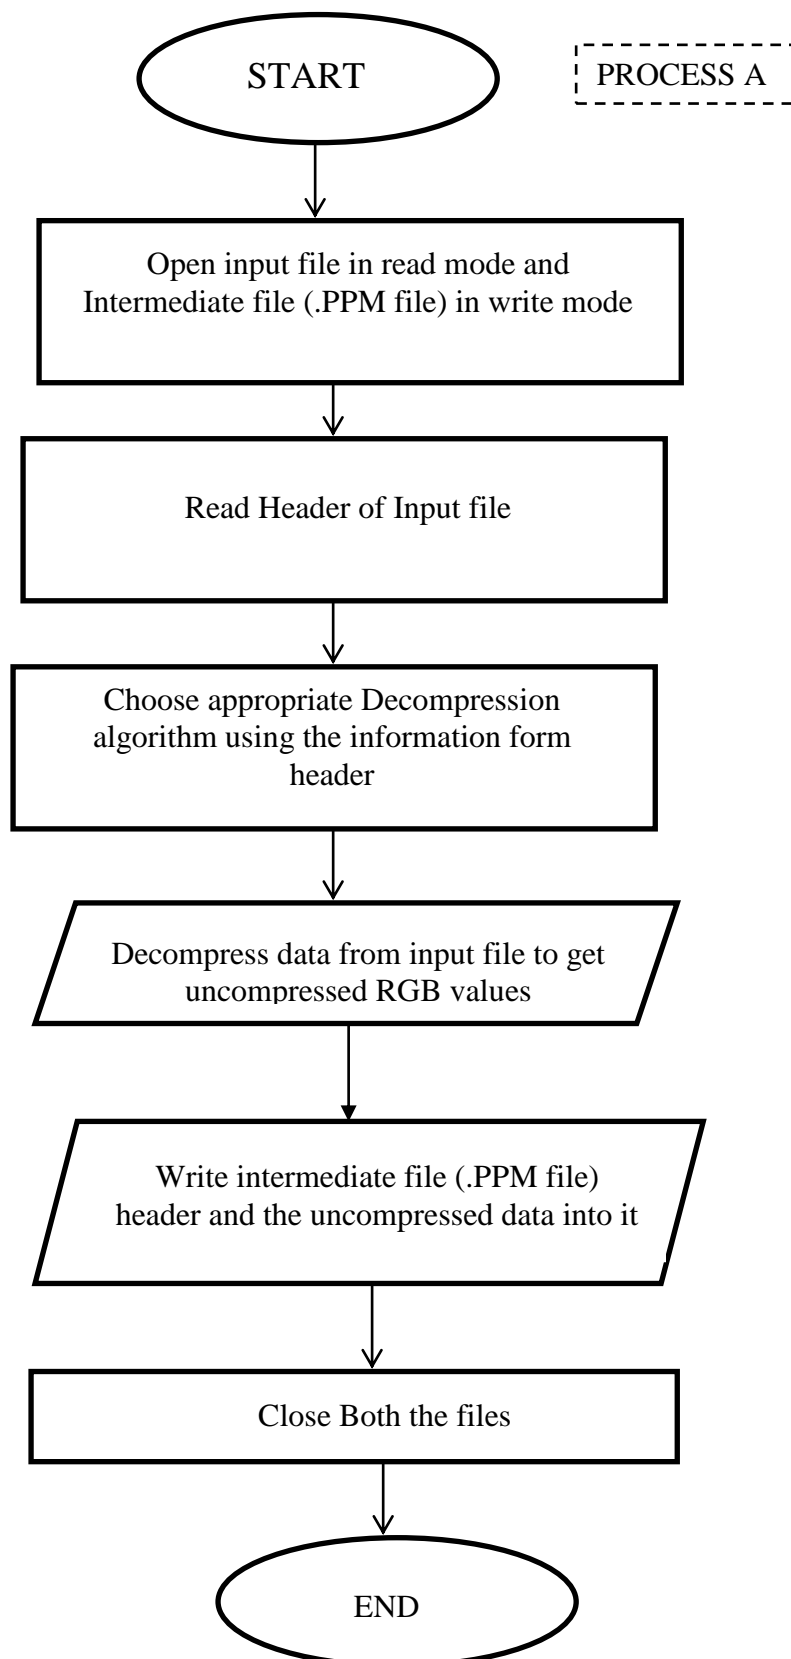 START
PROCESS A
Open input file in read mode and
Intermediate file (.PPM file) in write mode
Read Header of Input file
Choose appropriate Decompression
algorithm using the information form
header
Decompress data from input file to get
uncompressed RGB values
Write intermediate file (.PPM file)
header and the uncompressed data into it
Close Both the files
END